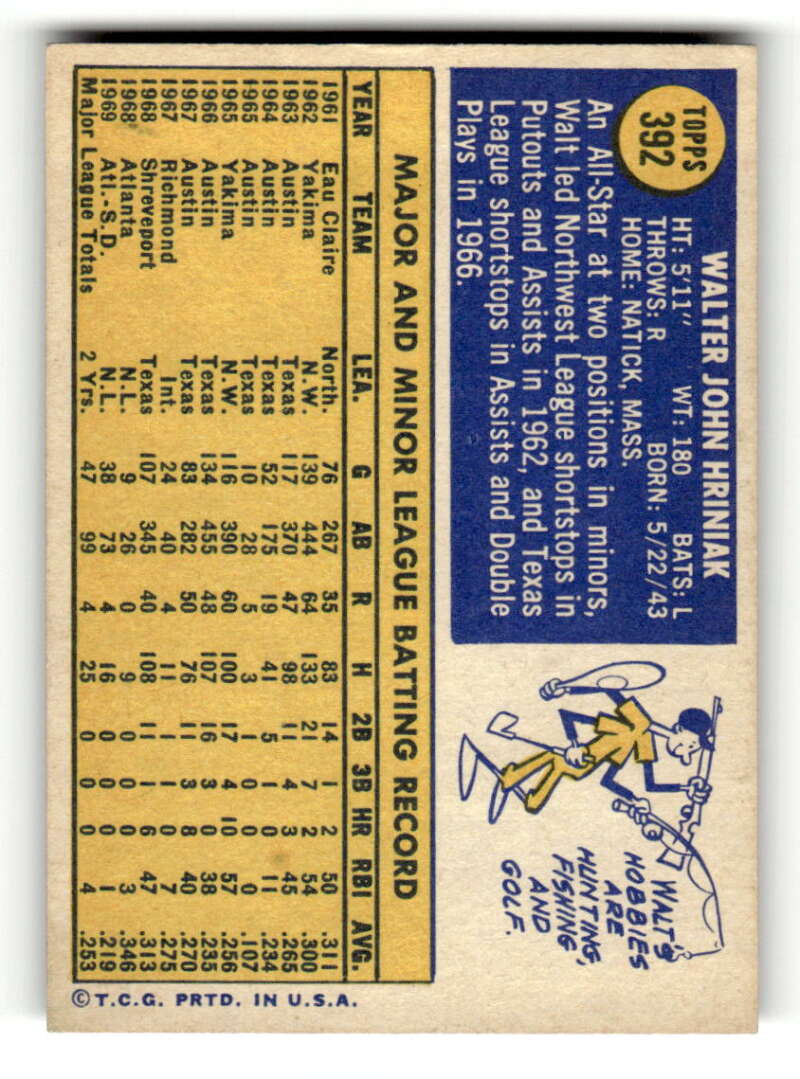 TOPPS
392
WALTER JOHN HRINIAK
HT: 5'11" WT: 180 BATS: L
THROWS: R BORN: 5/22/43
HOME: NATICK, MASS.
An All-Star at two positions in minors,
Walt led Northwest League shortstops in
Putouts and Assists in 1962, and Texas
League shortstops in Assists and Double
Plays in 1966.
WALT'S
HOBBIES
ARE
HUNTING,
FISHING
AND
GOLF.
MAJOR AND MINOR LEAGUE BATTING RECORD
YEAR TEAM LEA. G AB R H 2B 3B HR RBI AVG.
1961 Eau Claire North. 76 267 35 83 14 1 2 50 .311
1962 Yakima N.W. 139 444 64 133 21 7 2 54 .300
1963 Austin Texas 117 370 47 98 11 4 3 45 .265
1964 Austin Texas 52 175 19 41 5 0 1 11 .234
1965 Austin Texas 10 28 5 3 1 0 0 0 .107
1965 Yakima N.W. 116 390 60 100 17 4 10 57 .256
1966 Austin Texas 134 455 48 107 16 3 0 38 .235
1967 Austin Texas 83 282 50 76 11 3 8 40 .270
1967 Richmond Int. 24 40 4 11 1 1 0 7 .275
1968 Shreveport Texas 107 345 40 108 11 1 6 47 .313
1968 Atlanta N.L. 9 26 0 9 0 0 0 3 .346
1969 Atl.-S.D. N.L. 38 73 4 16 0 0 0 1 .219
Major League Totals 2 Yrs. 47 99 4 25 0 0 0 4 .253
© T.C.G. PRTD. IN U.S.A.